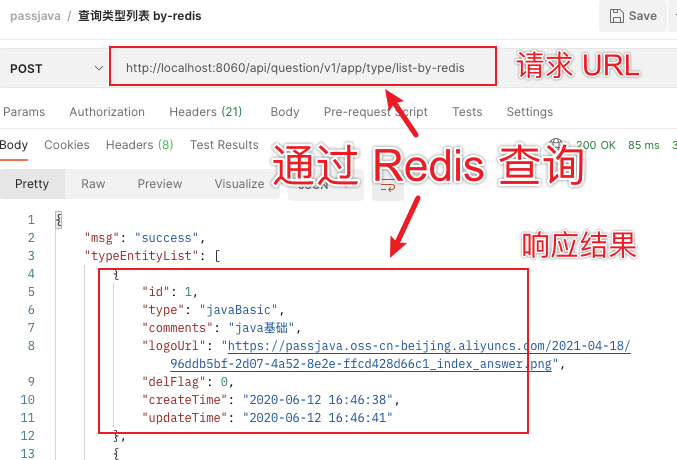 passjava / 查询类型列表 by-redis
Save
POST
http://localhost:8060/api/question/v1/app/type/list-by-redis
请求 URL
Params Authorization Headers (21) Body Pre-request Script Tests Settings
Body Cookies Headers (8) Test Results
200 OK 85 ms 3
通过 Redis 查询
Pretty Raw Preview Visualize JSON
响应结果
1 {
2 "msg": "success",
3 "typeEntityList": [
4 {
5 "id": 1,
6 "type": "javaBasic",
7 "comments": "java基础",
8 "logoUrl": "https://passjava.oss-cn-beijing.aliyuncs.com/2021-04-18/
96ddb5bf-2d07-4a52-8e2e-ffcd428d66c1_index_answer.png",
9 "delFlag": 0,
10 "createTime": "2020-06-12 16:46:38",
11 "updateTime": "2020-06-12 16:46:41"
12 },
13 {